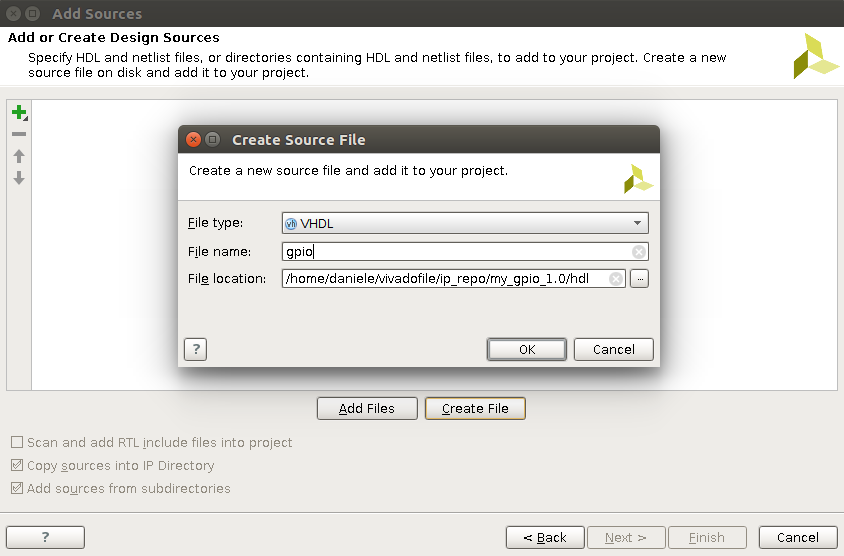 Add Sources
Add or Create Design Sources
Specify HDL and netlist files, or directories containing HDL and netlist files, to add to your project. Create a new
source file on disk and add it to your project.
Create Source File
Create a new source file and add it to your project.
File type:
vh VHDL
File name:
gpio
File location:
/home/daniele/vivadofile/ip_repo/my_gpio_1.0/hdl
...
?
OK
Cancel
Add Files
Create File
Scan and add RTL include files into project
Copy sources into IP Directory
Add sources from subdirectories
?
< Back
Next >
Finish
Cancel